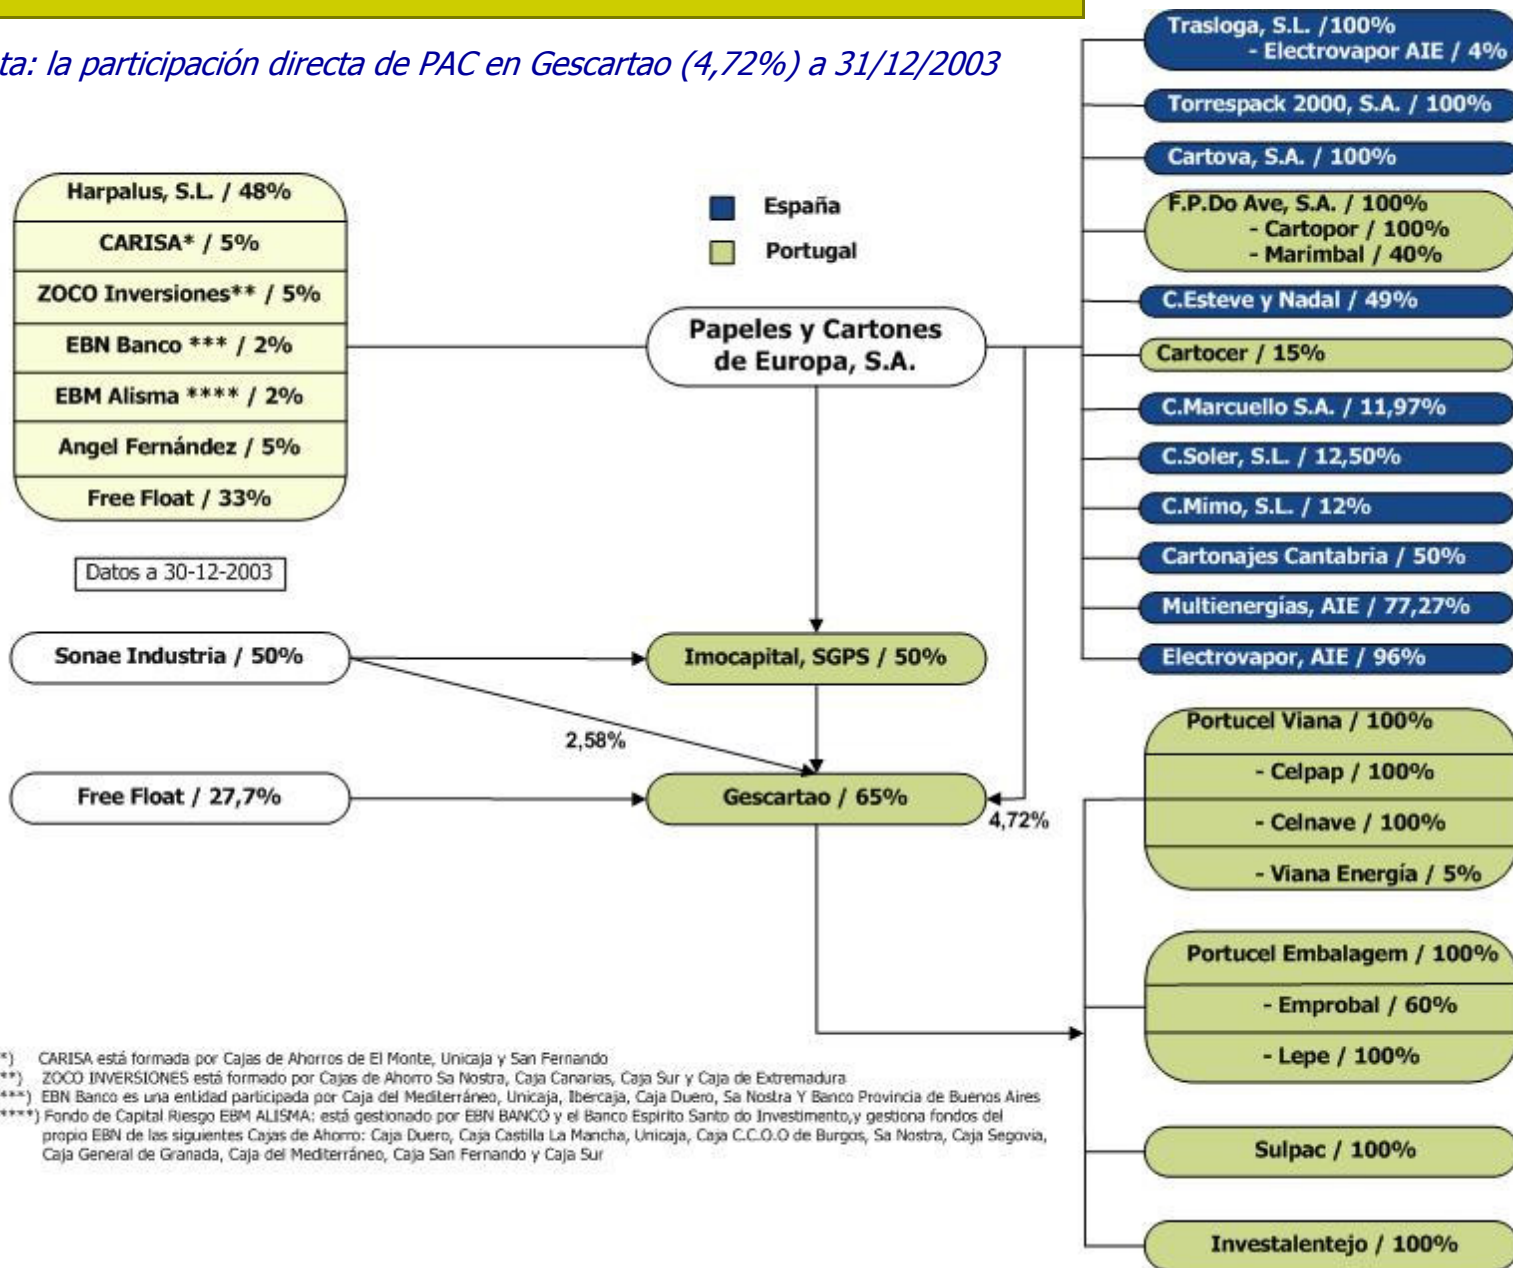 ta: la participación directa de PAC en Gescartao (4,72%) a 31/12/2003
Harpalus, S.L. / 48%
CARISA* / 5%
ZOCO Inversiones** / 5%
EBN Banco *** / 2%
EBM Alisma **** / 2%
Angel Fernández / 5%
Free Float / 33%
Datos a 30-12-2003
España
Portugal
Papeles y Cartones
de Europa, S.A.
Sonae Industria / 50%
Imocapital, SGPS / 50%
2,58%
Free Float / 27,7%
Gescartao / 65%
4,72%
Trasloga, S.L. /100%
- Electrovapor AIE / 4%
Torrespack 2000, S.A. / 100%
Cartova, S.A. / 100%
F.P.Do Ave, S.A. / 100%
- Cartopor / 100%
- Marimbal / 40%
C.Esteve y Nadal / 49%
Cartocer / 15%
C.Marcuello S.A. / 11,97%
C.Soler, S.L. / 12,50%
C.Mimo, S.L. / 12%
Cartonajes Cantabria / 50%
Multienergías, AIE / 77,27%
Electrovapor, AIE / 96%
Portucel Viana / 100%
- Celpap / 100%
- Celnave / 100%
- Viana Energía / 5%
Portucel Embalagem / 100%
- Emprobal / 60%
- Lepe / 100%
Sulpac / 100%
Investalentejo / 100%
*) CARISA está formada por Cajas de Ahorros de El Monte, Unicaja y San Fernando
**) ZOCO INVERSIONES está formado por Cajas de Ahorro Sa Nostra, Caja Canarias, Caja Sur y Caja de Extremadura
***) EBN Banco es una entidad participada por Caja del Mediterráneo, Unicaja, Ibercaja, Caja Duero, Sa Nostra Y Banco Provincia de Buenos Aires
****) Fondo de Capital Riesgo EBM ALISMA: está gestionado por EBN BANCO y el Banco Espirito Santo do Investimento,y gestiona fondos del
propio EBN de las siguientes Cajas de Ahorro: Caja Duero, Caja Castilla La Mancha, Unicaja, Caja C.C.O.O de Burgos, Sa Nostra, Caja Segovia,
Caja General de Granada, Caja del Mediterráneo, Caja San Fernando y Caja Sur